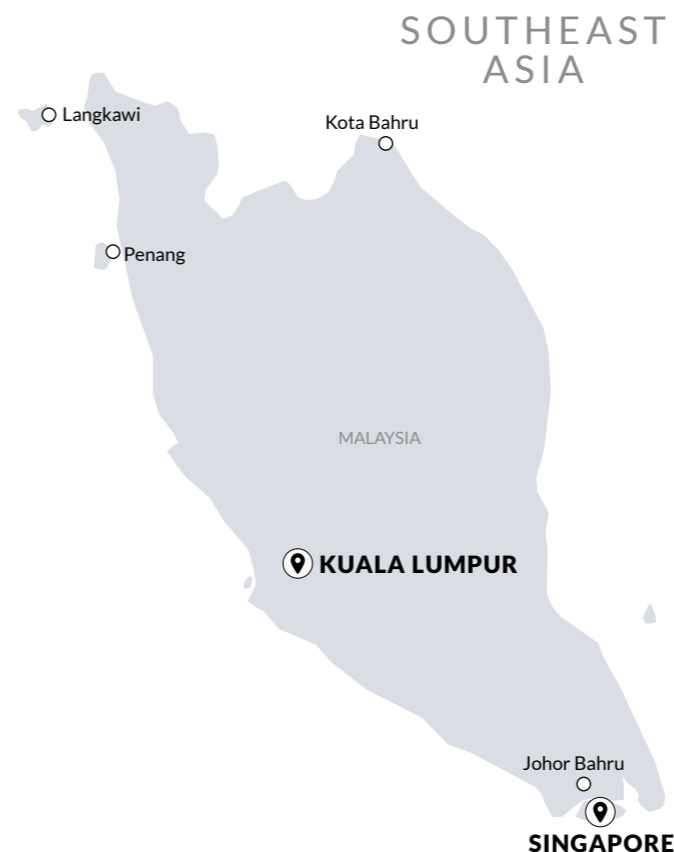 SOUTHEAST
ASIA
Langkawi
Kota Bahru
Penang
MALAYSIA
KUALA LUMPUR
Johor Bahru
SINGAPORE